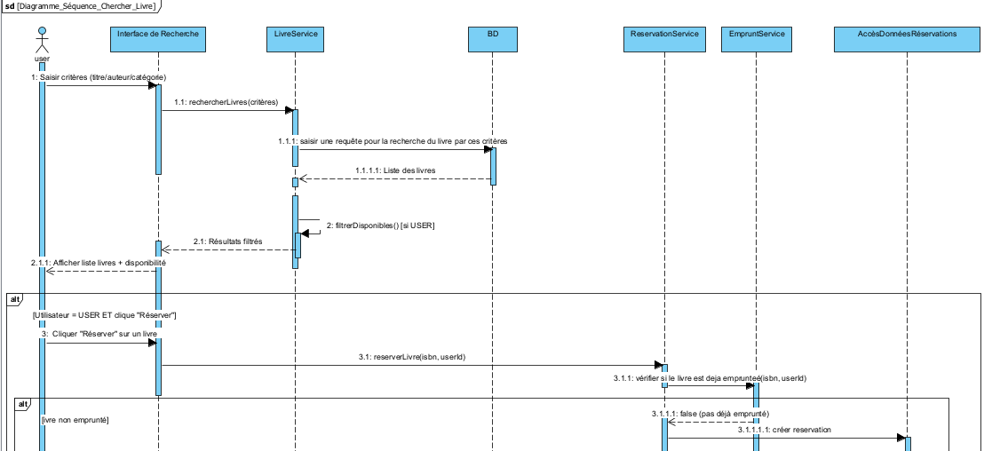 sd [Diagramme_Séquence_Chercher_Livre]
user
Interface de Recherche
LivreService
BD
ReservationService
EmpruntService
AccèsDonnéesRéservations
1: Saisir critères (titre/auteur/catégorie)
1.1: rechercherLivres(critères)
1.1.1: saisir une requête pour la recherche du livre par ces critères
1.1.1.1: Liste des livres
2: filtrerDisponibles() [si USER]
2.1: Résultats filtrés
2.1.1: Afficher liste livres + disponibilité
alt
[Utilisateur = USER ET clique "Réserver"]
3: Cliquer "Réserver" sur un livre
3.1: reserverLivre(isbn, userId)
3.1.1: vérifier si le livre est deja emprunteé(isbn, userId)
alt
[ivre non emprunté]
3.1.1.1: false (pas déjà emprunté)
3.1.1.1.1: créer reservation